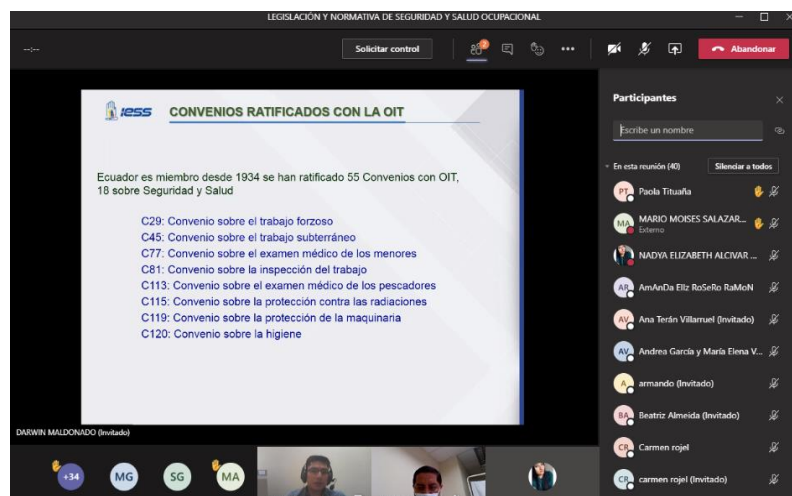 LEGISLACIÓN Y NORMATIVA DE SEGURIDAD Y SALUD OCUPACIONAL
--:--
Solicitar control
2
Abandonar
iess CONVENIOS RATIFICADOS CON LA OIT
Ecuador es miembro desde 1934 se han ratificado 55 Convenios con OIT,
18 sobre Seguridad y Salud
C29: Convenio sobre el trabajo forzoso
C45: Convenio sobre el trabajo subterráneo
C77: Convenio sobre el examen médico de los menores
C81: Convenio sobre la inspección del trabajo
C113: Convenio sobre el examen médico de los pescadores
C115: Convenio sobre la protección contra las radiaciones
C119: Convenio sobre la protección de la maquinaria
C120: Convenio sobre la higiene
DARWIN MALDONADO (Invitado)
+34
MG
SG
MA
Participantes
Escribe un nombre
En esta reunión (40) Silenciar a todos
PT Paola Tituaña
MA MARIO MOISES SALAZAR...
Externo
NADYA ELIZABETH ALCIVAR ...
AR AmAnDa ElIz RoSeRo RaMoN
AV Ana Terán Villarruel (Invitado)
AV Andrea García y María Elena V...
A armando (Invitado)
BA Beatriz Almeida (Invitado)
CR Carmen rojel
CR carmen rojel (Invitado)